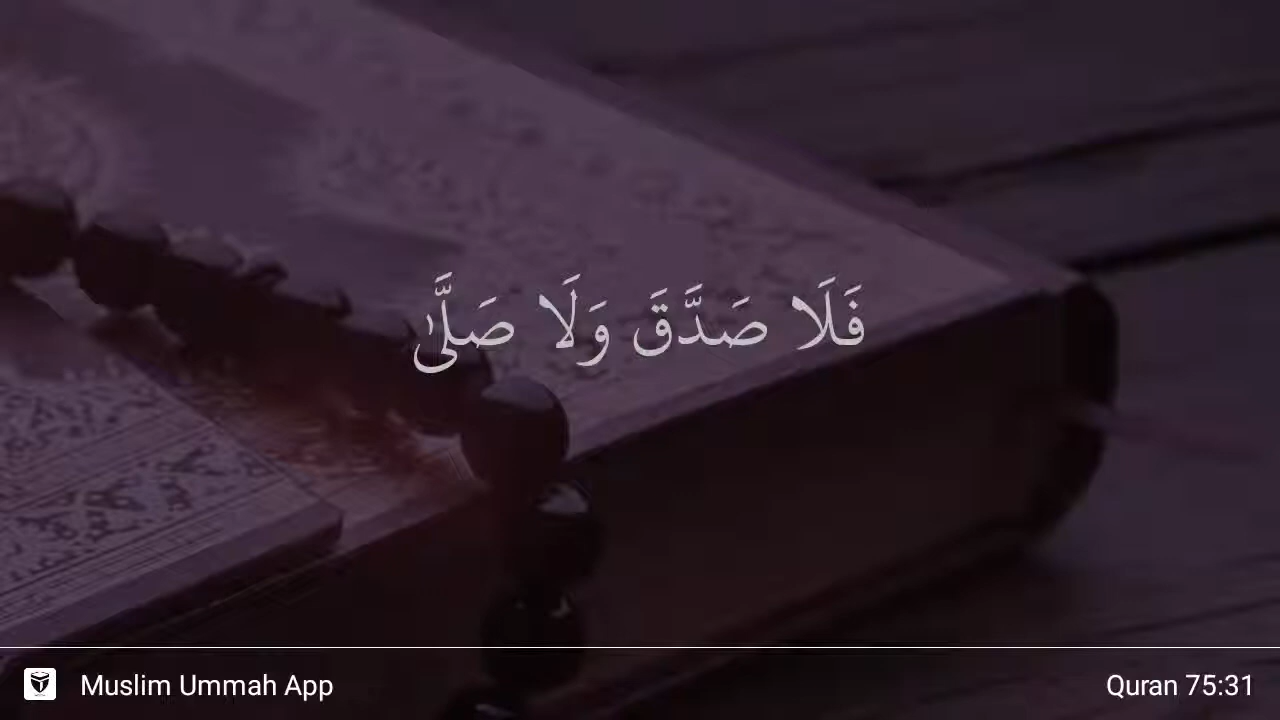 فَلَا صَدَّقَ وَلَا صَلَّىٰ
Muslim Ummah App
Quran 75:31